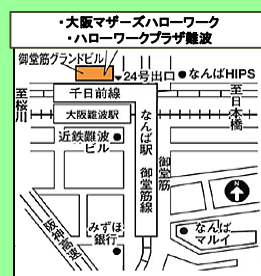 ・大阪マザーズハローワーク
・ハローワークプラザ難波
御堂筋グランドビル
24号出口
なんばHIPS
至桜川
千日前線
至日本橋
大阪難波駅
近鉄難波
ビル
なんば駅
御堂筋線
御堂筋
阪神高速
みずほ
銀行
なんば
マルイ